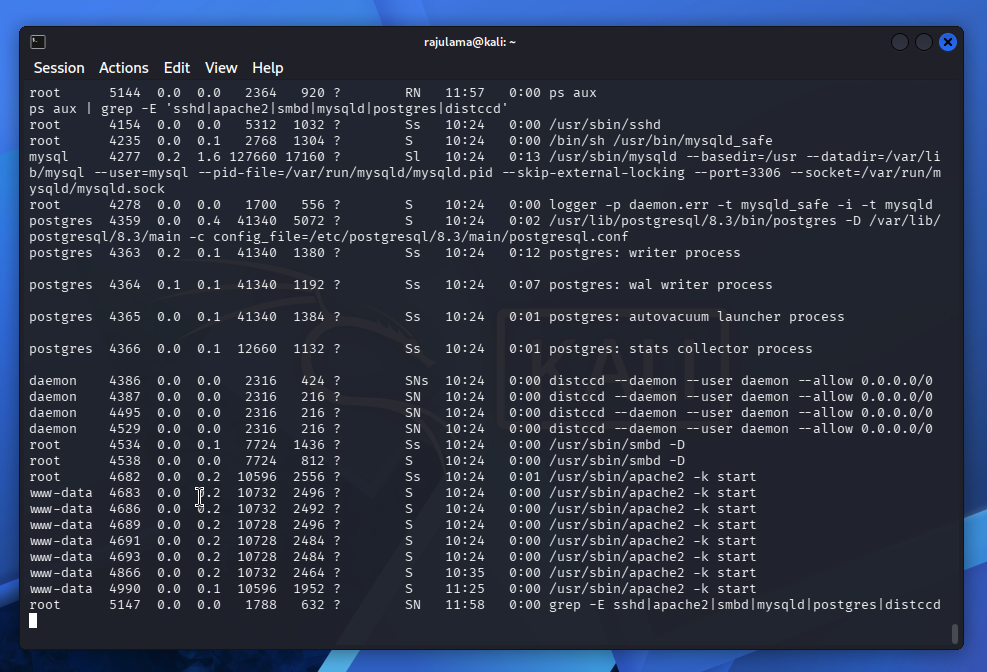 rajulama@kali: ~
Session Actions Edit View Help
root 5144 0.0 0.0 2364 920 ? RN 11:57 0:00 ps aux
ps aux | grep -E 'sshd|apache2|smbd|mysqld|postgres|distccd'
root 4154 0.0 0.0 5312 1032 ? Ss 10:24 0:00 /usr/sbin/sshd
root 4235 0.0 0.1 2768 1304 ? S 10:24 0:00 /bin/sh /usr/bin/mysqld_safe
mysql 4277 0.2 1.6 127660 17160 ? Sl 10:24 0:13 /usr/sbin/mysqld --basedir=/usr --datadir=/var/li
b/mysql --user=mysql --pid-file=/var/run/mysqld/mysqld.pid --skip-external-locking --port=3306 --socket=/var/run/m
ysqld/mysqld.sock
root 4278 0.0 0.0 1700 556 ? S 10:24 0:00 logger -p daemon.err -t mysqld_safe -i -t mysqld
postgres 4359 0.0 0.4 41340 5072 ? S 10:24 0:02 /usr/lib/postgresql/8.3/bin/postgres -D /var/lib/
postgresql/8.3/main -c config_file=/etc/postgresql/8.3/main/postgresql.conf
postgres 4363 0.2 0.1 41340 1380 ? Ss 10:24 0:12 postgres: writer process
postgres 4364 0.1 0.1 41340 1192 ? Ss 10:24 0:07 postgres: wal writer process
postgres 4365 0.0 0.1 41340 1384 ? Ss 10:24 0:01 postgres: autovacuum launcher process
postgres 4366 0.0 0.1 12660 1132 ? Ss 10:24 0:01 postgres: stats collector process
daemon 4386 0.0 0.0 2316 424 ? SNs 10:24 0:00 distccd --daemon --user daemon --allow 0.0.0.0/0
daemon 4387 0.0 0.0 2316 216 ? SN 10:24 0:00 distccd --daemon --user daemon --allow 0.0.0.0/0
daemon 4495 0.0 0.0 2316 216 ? SN 10:24 0:00 distccd --daemon --user daemon --allow 0.0.0.0/0
daemon 4529 0.0 0.0 2316 216 ? SN 10:24 0:00 distccd --daemon --user daemon --allow 0.0.0.0/0
root 4534 0.0 0.1 7724 1436 ? Ss 10:24 0:00 /usr/sbin/smbd -D
root 4538 0.0 0.0 7724 812 ? S 10:24 0:00 /usr/sbin/smbd -D
root 4682 0.0 0.2 10596 2556 ? Ss 10:24 0:01 /usr/sbin/apache2 -k start
www-data 4683 0.0 0.2 10732 2496 ? S 10:24 0:00 /usr/sbin/apache2 -k start
www-data 4686 0.0 0.2 10732 2492 ? S 10:24 0:00 /usr/sbin/apache2 -k start
www-data 4689 0.0 0.2 10728 2496 ? S 10:24 0:00 /usr/sbin/apache2 -k start
www-data 4691 0.0 0.2 10728 2484 ? S 10:24 0:00 /usr/sbin/apache2 -k start
www-data 4693 0.0 0.2 10728 2484 ? S 10:24 0:00 /usr/sbin/apache2 -k start
www-data 4866 0.0 0.2 10732 2464 ? S 10:35 0:00 /usr/sbin/apache2 -k start
www-data 4990 0.0 0.1 10596 1952 ? S 11:25 0:00 /usr/sbin/apache2 -k start
root 5147 0.0 0.0 1788 632 ? SN 11:58 0:00 grep -E sshd|apache2|smbd|mysqld|postgres|distccd
KALI